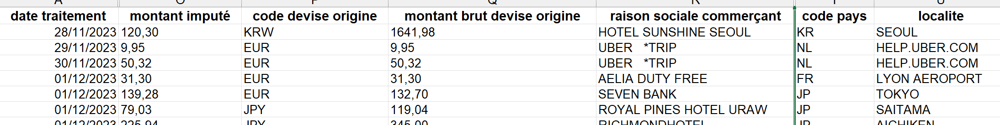 date traitement montant imputé code devise origine montant brut devise origine raison sociale commerçant code pays localite
28/11/2023 120,30 KRW 1641,98 HOTEL SUNSHINE SEOUL KR SEOUL
29/11/2023 9,95 EUR 9,95 UBER *TRIP NL HELP.UBER.COM
30/11/2023 50,32 EUR 50,32 UBER *TRIP NL HELP.UBER.COM
01/12/2023 31,30 EUR 31,30 AELIA DUTY FREE FR LYON AEROPORT
01/12/2023 139,28 EUR 132,70 SEVEN BANK JP TOKYO
01/12/2023 79,03 JPY 119,04 ROYAL PINES HOTEL URAW JP SAITAMA
01/12/2023 225,94 JPY 345,00 RICHMONDHOTEL JP AICHIKEN